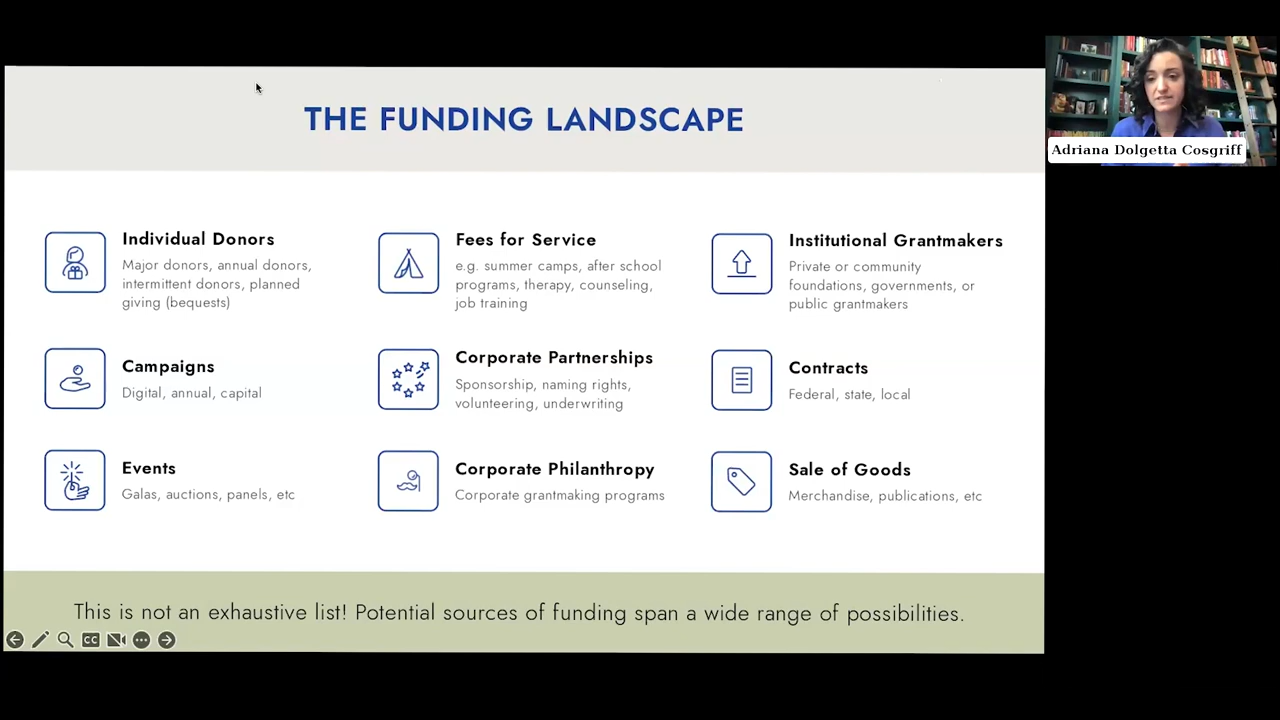 THE FUNDING LANDSCAPE
Adriana Dolgetta Cosgriff
Individual Donors
Major donors, annual donors,
intermittent donors, planned
giving (bequests)
Fees for Service
e.g. summer camps, after school
programs, therapy, counseling,
job training
Institutional Grantmakers
Private or community
foundations, governments, or
public grantmakers
Campaigns
Digital, annual, capital
Corporate Partnerships
Sponsorship, naming rights,
volunteering, underwriting
Contracts
Federal, state, local
Events
Galas, auctions, panels, etc
Corporate Philanthropy
Corporate grantmaking programs
Sale of Goods
Merchandise, publications, etc
This is not an exhaustive list! Potential sources of funding span a wide range of possibilities.
CC